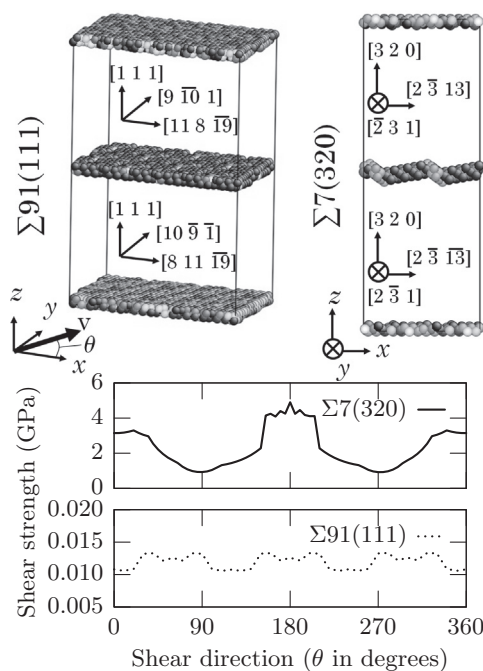 Σ91(111)
[1 1 1]
[9 1̅0̅ 1]
[11 8 1̅9̅]
[1 1 1]
[10 9̅ 1̅]
[8 11 1̅9̅]
z
y
v
θ
x
Σ7(320)
[3 2 0]
[2 3̅ 13]
[2̅ 3 1]
[3 2 0]
[2 3̅ 1̅3̅]
[2 3̅ 1]
z
x
y
Shear strength (GPa)
6
4
2
0
Σ7(320)
0.020
0.015
0.010
0.005
Σ91(111)
0 90 180 270 360
Shear direction (θ in degrees)